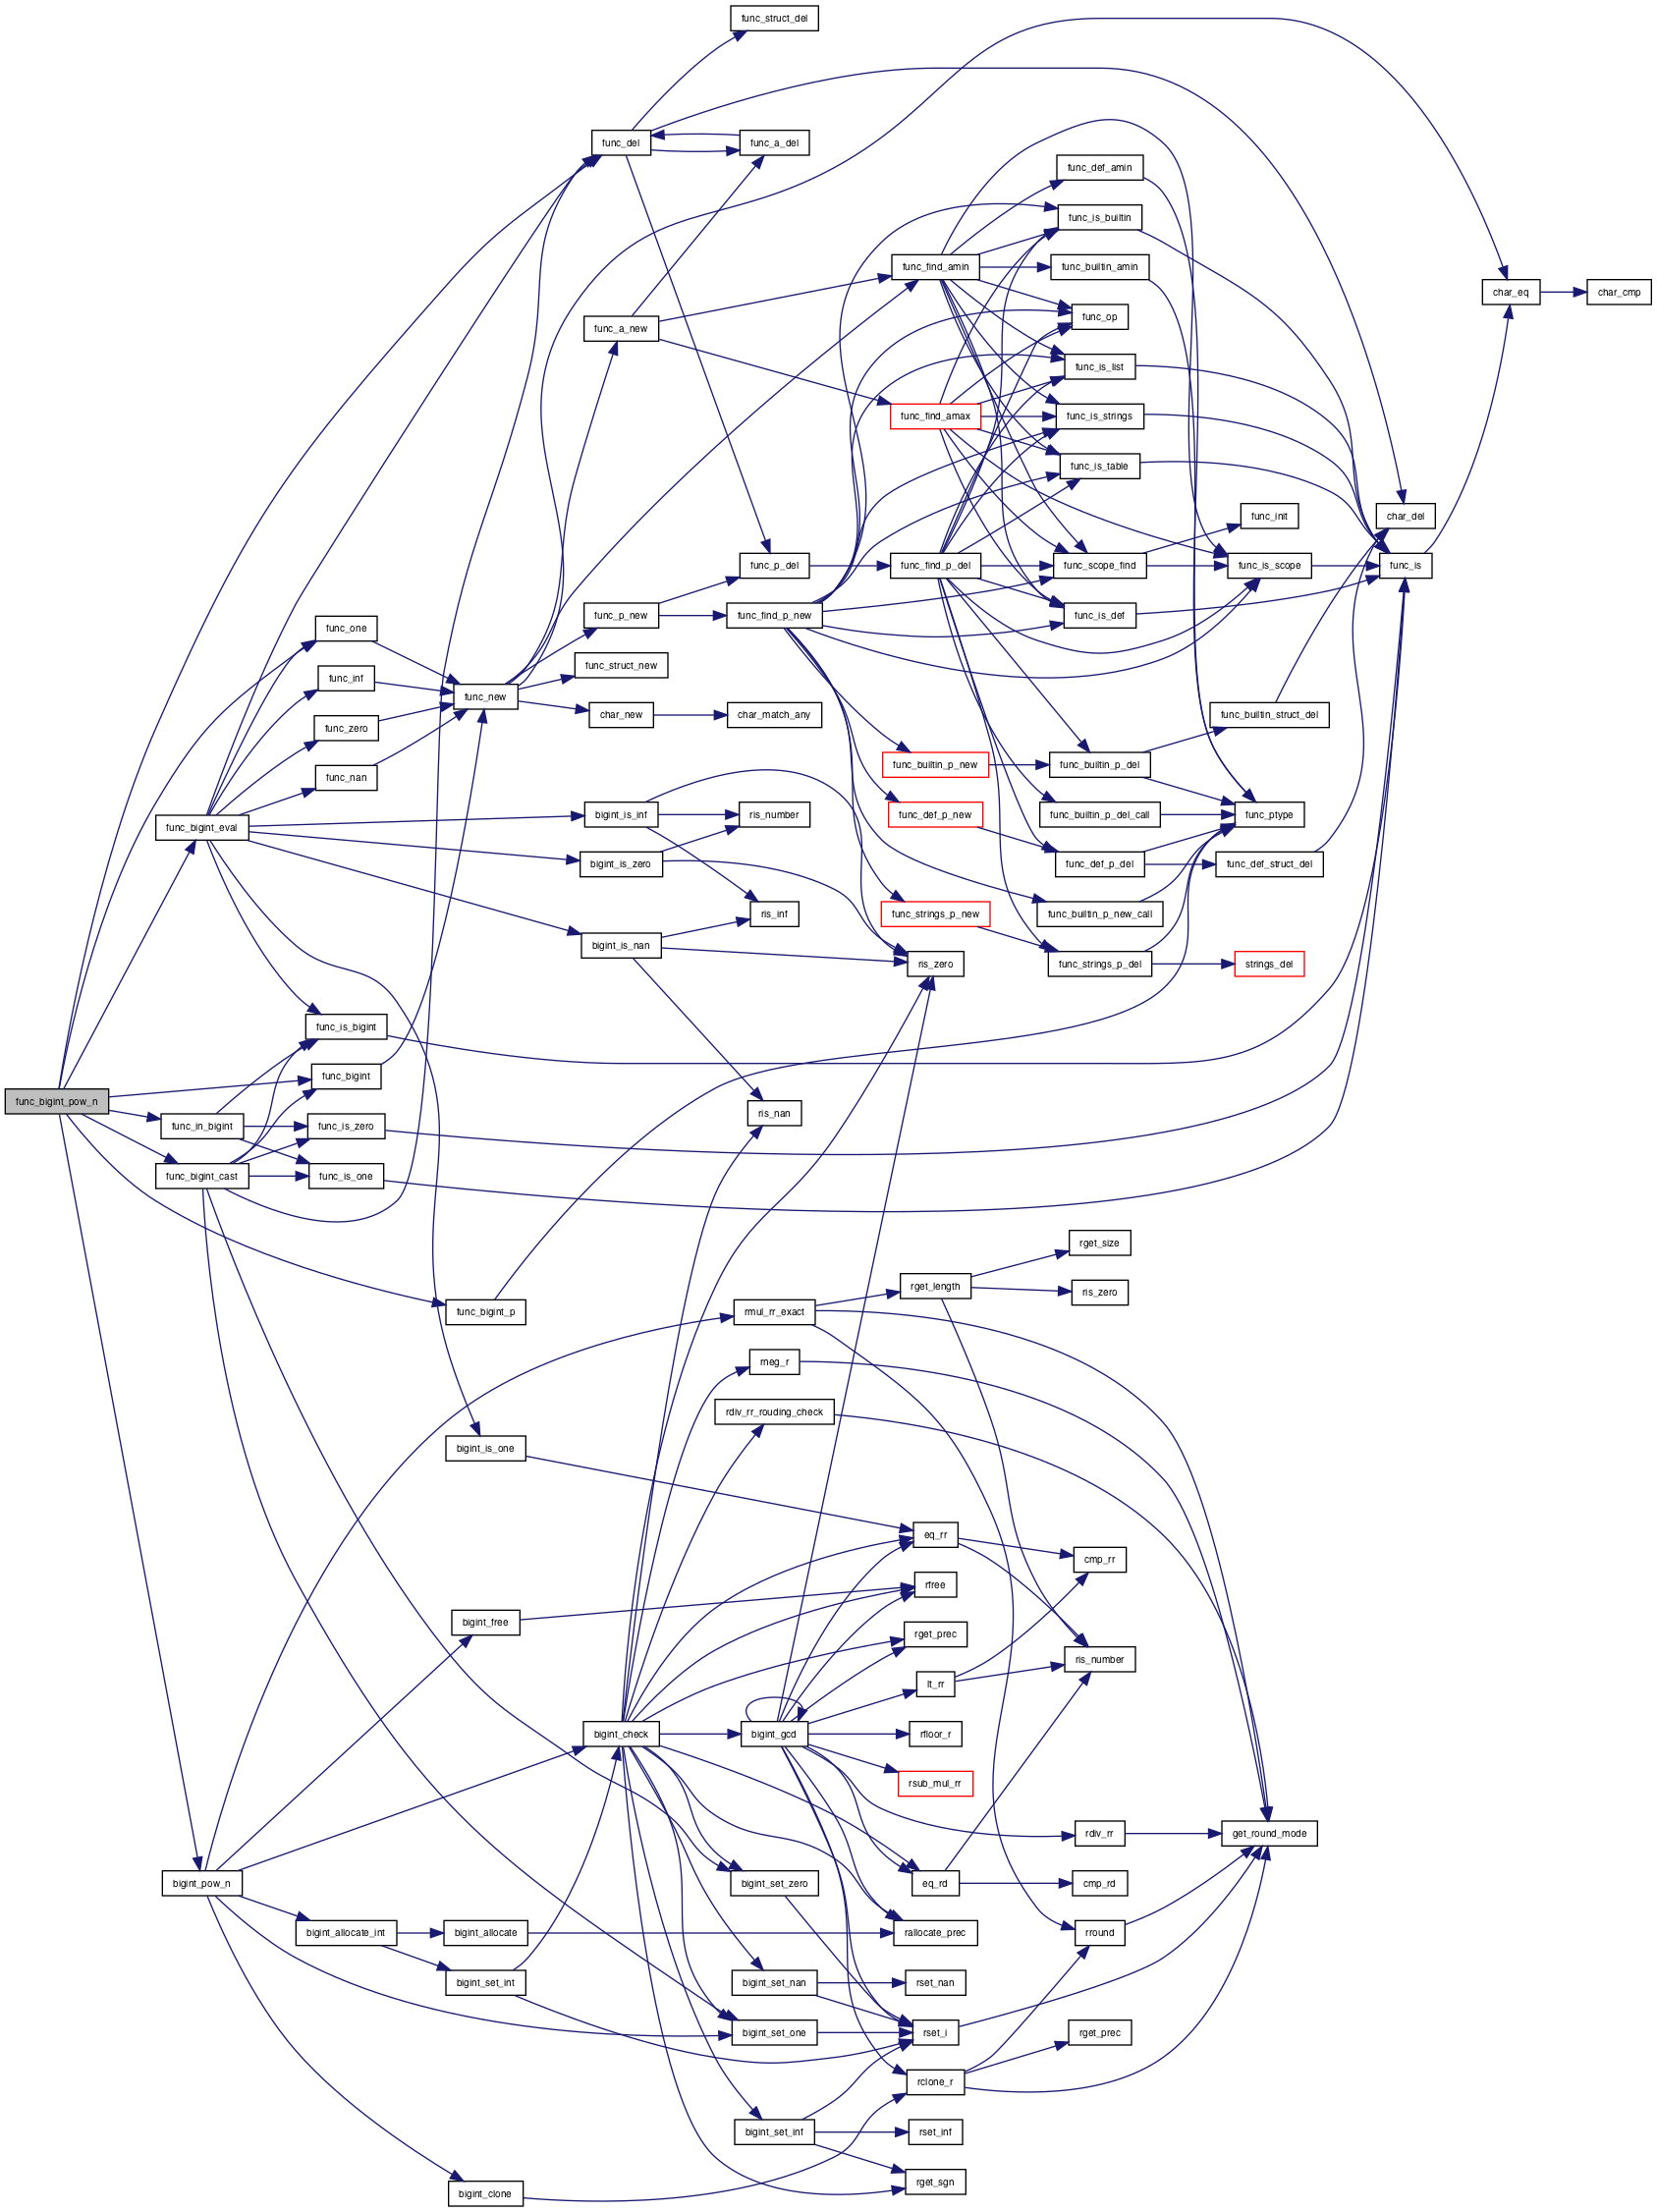 func_struct_del
func_del
func_a_del
func_def_amin
func_is_builtin
func_find_amin
func_builtin_amin
char_eq
char_cmp
func_op
func_a_new
func_is_list
func_find_amax
func_is_strings
func_is_table
func_init
char_del
func_p_del
func_find_p_del
func_scope_find
func_is_scope
func_is
func_p_new
func_find_p_new
func_is_def
func_one
func_struct_new
func_inf
func_new
char_new
char_match_any
func_builtin_struct_del
func_zero
func_builtin_p_new
func_builtin_p_del
func_nan
func_bigint_eval
bigint_is_inf
ris_number
func_def_p_new
func_builtin_p_del_call
func_ptype
bigint_is_zero
func_def_p_del
func_def_struct_del
ris_inf
func_strings_p_new
func_builtin_p_new_call
bigint_is_nan
ris_zero
func_strings_p_del
strings_del
func_is_bigint
func_bigint
func_bigint_pow_n
func_in_bigint
func_is_zero
ris_nan
func_bigint_cast
func_is_one
rget_size
rget_length
ris_zero
func_bigint_p
rmul_rr_exact
rneg_r
rdiv_rr_rouding_check
bigint_is_one
eq_rr
cmp_rr
rfree
bigint_free
rget_prec
ris_number
lt_rr
bigint_check
bigint_gcd
rfloor_r
rsub_mul_rr
rdiv_rr
get_round_mode
bigint_pow_n
bigint_set_zero
eq_rd
cmp_rd
bigint_allocate_int
bigint_allocate
rallocate_prec
rround
bigint_set_int
bigint_set_nan
rset_nan
bigint_set_one
rset_i
rget_prec
rclone_r
bigint_set_inf
rset_inf
rget_sgn
bigint_clone